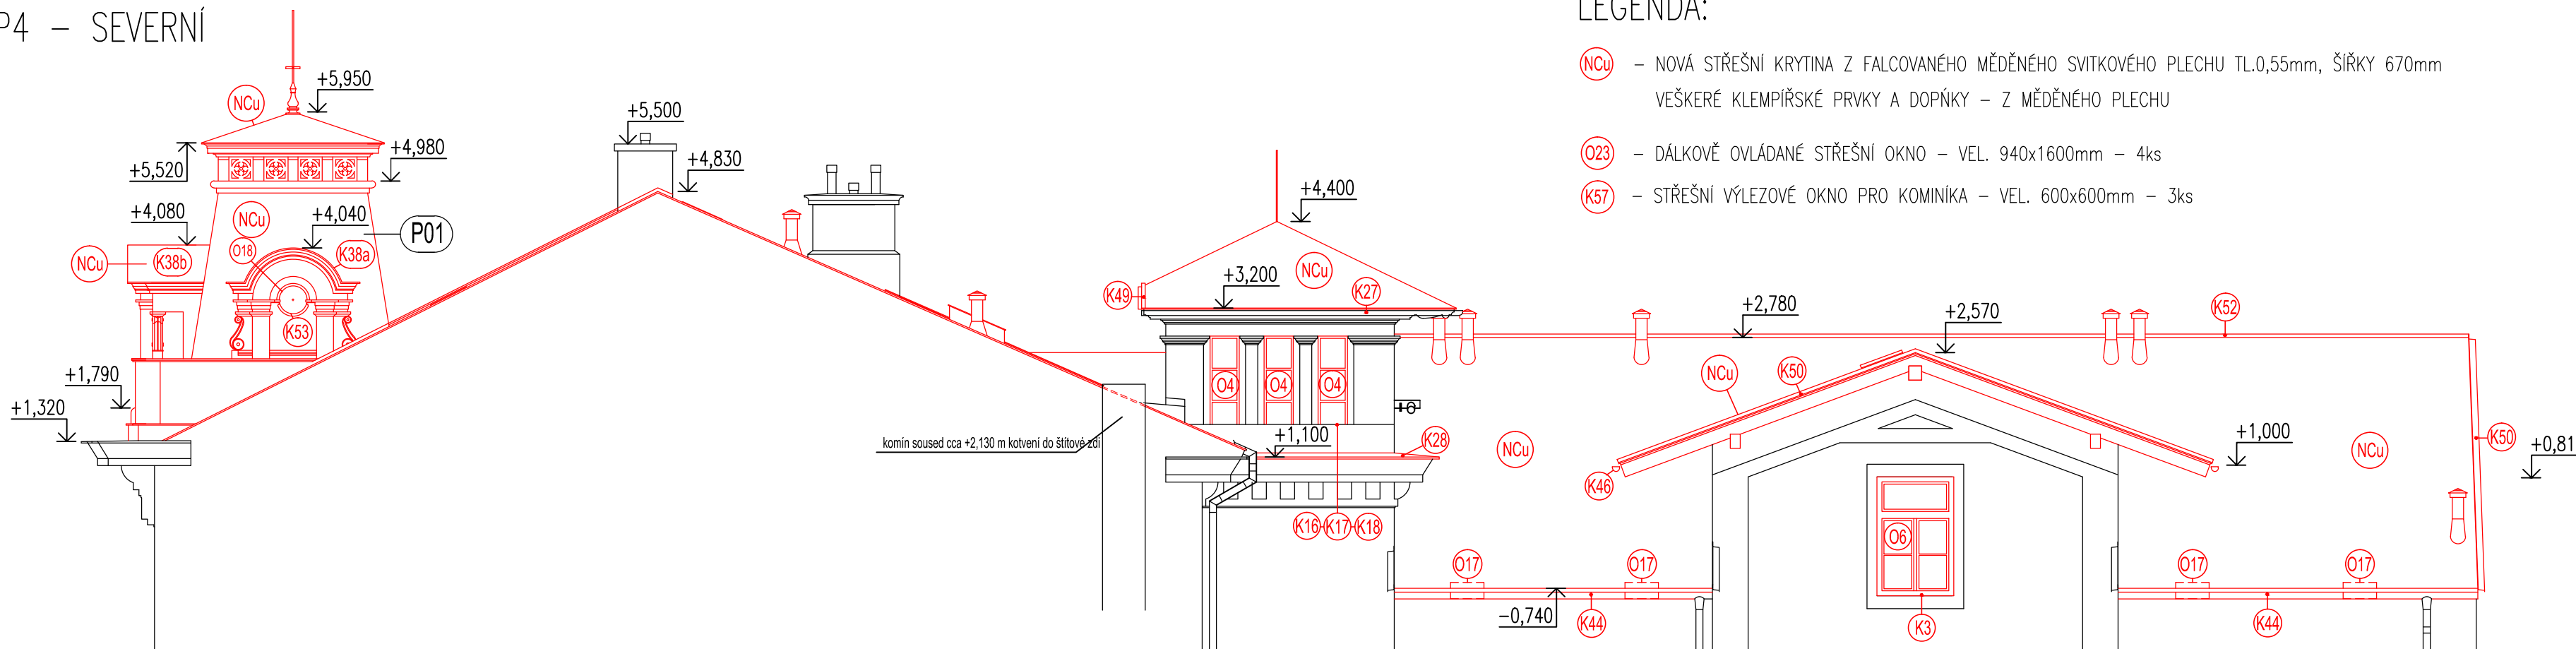 P4 – SEVERNÍ
LEGENDA:
NCu – NOVÁ STŘEŠNÍ KRYTINA Z FALCOVANÉHO MĚDĚNÉHO SVITKOVÉHO PLECHU TL.0,55mm, ŠÍŘKY 670mm
VEŠKERÉ KLEMPÍŘSKÉ PRVKY A DOPŃKY – Z MĚDĚNÉHO PLECHU
O23 – DÁLKOVĚ OVLÁDANÉ STŘEŠNÍ OKNO – VEL. 940x1600mm – 4ks
K57 – STŘEŠNÍ VÝLEZOVÉ OKNO PRO KOMINÍKA – VEL. 600x600mm – 3ks
+5,950
NCu
+5,520
+4,980
+4,080
NCu
+4,040
P01
O18
K38a
NCu
K38b
K53
+1,790
+1,320
+5,500
+4,830
komín soused cca +2,130 m kotvení do štítové zdi
+4,400
NCu
+3,200
K49
K27
O4
O4
O4
+1,100
K28
K16
K17
K18
+2,780
+2,570
K52
NCu
K50
NCu
K46
+1,000
NCu
K50
+0,81
O6
O17
O17
O17
O17
-0,740
K44
K3
K44